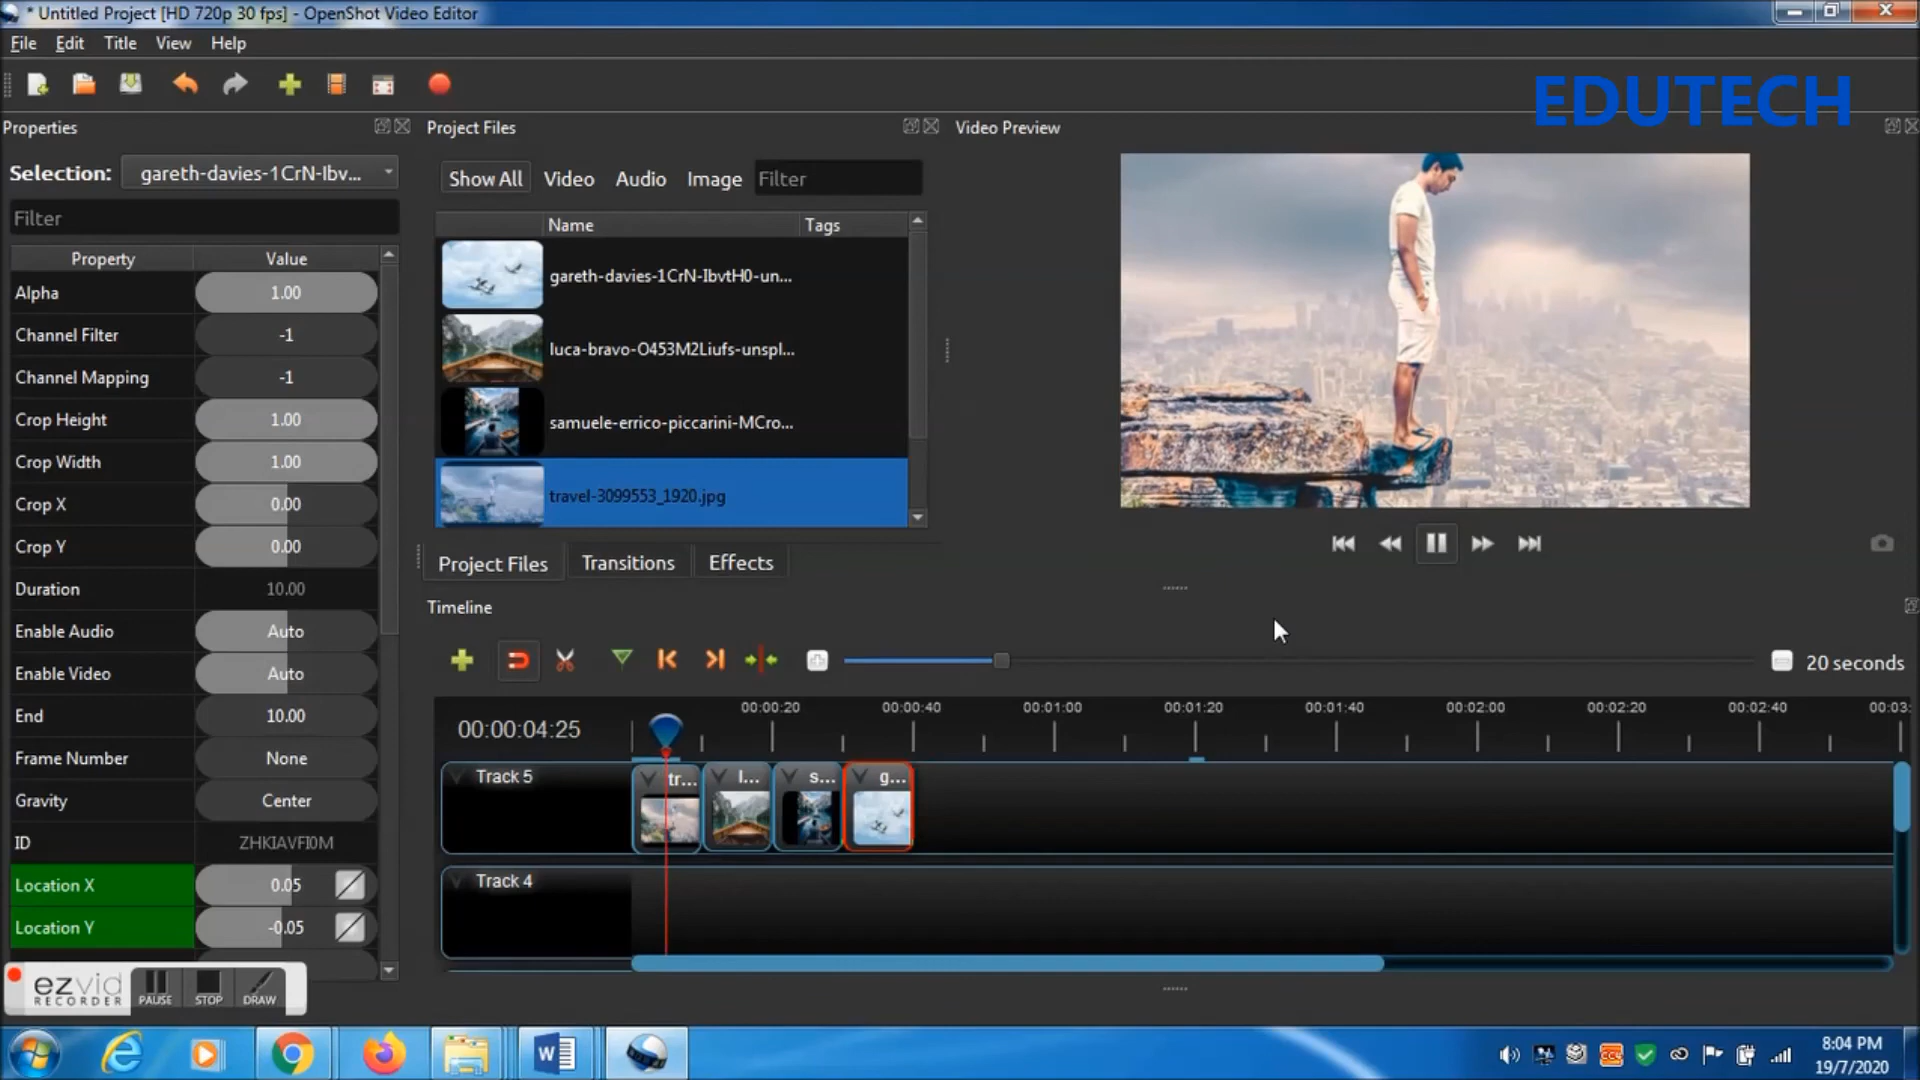 * Untitled Project [HD 720p 30 fps] - OpenShot Video Editor
File Edit Title View Help
EDUTECH
Properties
Project Files
Video Preview
Selection: gareth-davies-1CrN-Ibv...
Filter
Property Value
Alpha 1.00
Channel Filter -1
Channel Mapping -1
Crop Height 1.00
Crop Width 1.00
Crop X 0.00
Crop Y 0.00
Duration 10.00
Enable Audio Auto
Enable Video Auto
End 10.00
Frame Number None
Gravity Center
ID ZHKIAVFI0M
Location X 0.05
Location Y -0.05
Show All Video Audio Image Filter
Name Tags
gareth-davies-1CrN-IbvtH0-un...
luca-bravo-O453M2Liufs-unspl...
samuele-errico-piccarini-MCro...
travel-3099553_1920.jpg
Project Files Transitions Effects
Timeline
20 seconds
00:00:04:25
00:00:20 00:00:40 00:01:00 00:01:20 00:01:40 00:02:00 00:02:20 00:02:40 00:03:
Track 5 tr... l... s... g...
Track 4
ezvid
RECORDER
PAUSE STOP DRAW
8:04 PM
19/7/2020